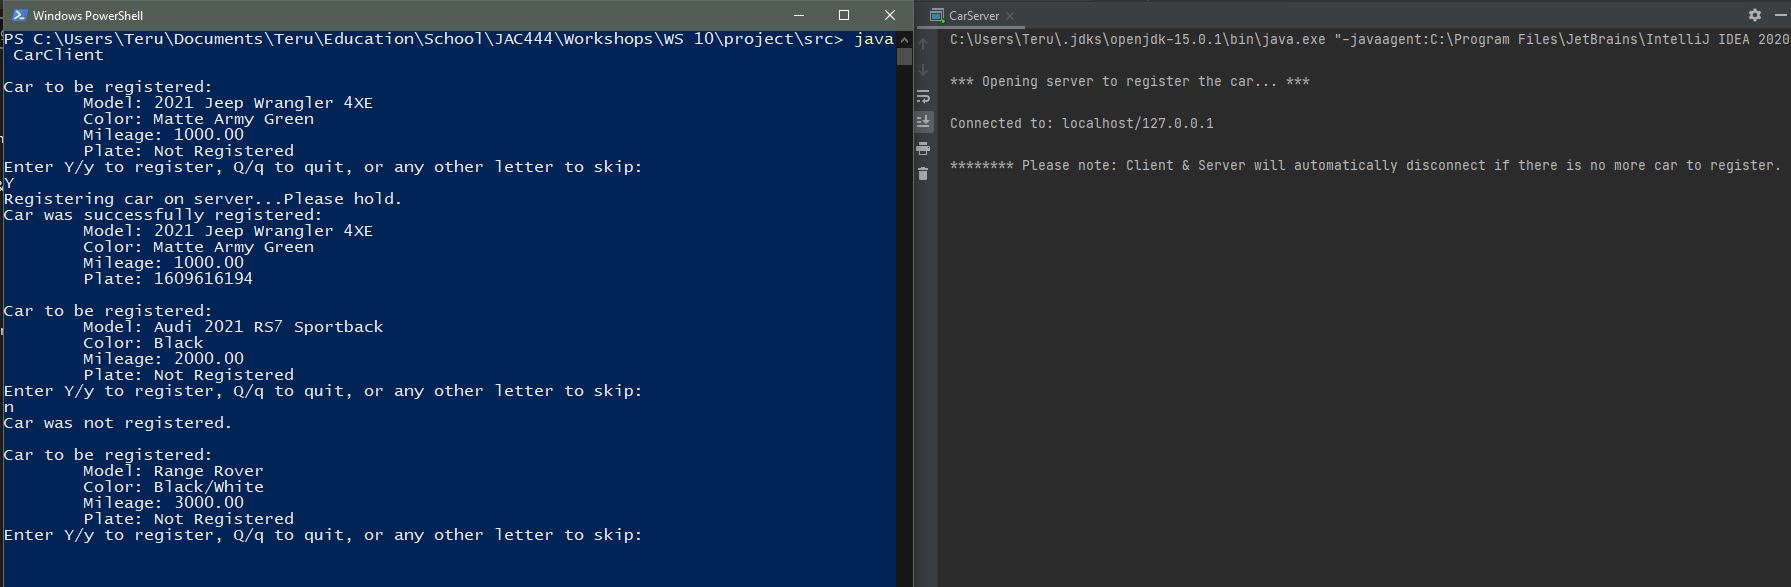 Windows PowerShell
PS C:\Users\Teru\Documents\Teru\Education\School\JAC444\Workshops\WS 10\project\src> java
CarClient
Car to be registered:
Model: 2021 Jeep Wrangler 4XE
Color: Matte Army Green
Mileage: 1000.00
Plate: Not Registered
Enter Y/y to register, Q/q to quit, or any other letter to skip:
Y
Registering car on server...Please hold.
Car was successfully registered:
Model: 2021 Jeep Wrangler 4XE
Color: Matte Army Green
Mileage: 1000.00
Plate: 1609616194
Car to be registered:
Model: Audi 2021 RS7 Sportback
Color: Black
Mileage: 2000.00
Plate: Not Registered
Enter Y/y to register, Q/q to quit, or any other letter to skip:
n
Car was not registered.
Car to be registered:
Model: Range Rover
Color: Black/White
Mileage: 3000.00
Plate: Not Registered
Enter Y/y to register, Q/q to quit, or any other letter to skip:
CarServer
C:\Users\Teru\.jdks\openjdk-15.0.1\bin\java.exe "-javaagent:C:\Program Files\JetBrains\IntelliJ IDEA 2020
*** Opening server to register the car... ***
Connected to: localhost/127.0.0.1
******** Please note: Client & Server will automatically disconnect if there is no more car to register.